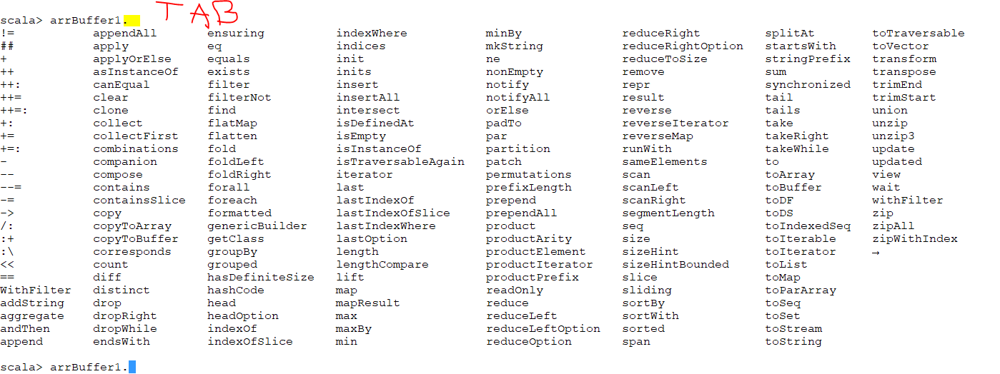 TAB
scala> arrBuffer1.
!= appendAll ensuring indexWhere minBy reduceRight splitAt toTraversable
## apply eq indices mkString reduceRightOption startsWith toVector
+ applyOrElse equals init ne reduceToSize stringPrefix transform
++ asInstanceOf exists inits nonEmpty remove sum transpose
++: canEqual filter insert notify repr synchronized trimEnd
++= clear filterNot insertAll notifyAll result tail trimStart
++=: clone find intersect orElse reverse tails union
+: collect flatMap isDefinedAt padTo reverseIterator take unzip
+= collectFirst flatten isEmpty par reverseMap takeRight unzip3
+=: combinations fold isInstanceOf partition runWith takeWhile update
- companion foldLeft isTraversableAgain patch sameElements to updated
-- compose foldRight iterator permutations scan toArray view
--= contains forall last prefixLength scanLeft toBuffer wait
-= containsSlice foreach lastIndexOf prepend scanRight toDF withFilter
-> copy formatted lastIndexOfSlice prependAll segmentLength toDS zip
/: copyToArray genericBuilder lastIndexWhere product seq toIndexedSeq zipAll
:+ copyToBuffer getClass lastOption productArity size toIterable zipWithIndex
:\ corresponds groupBy length productElement sizeHint toIterator →
<< count grouped lengthCompare productIterator sizeHintBounded toList
== diff hasDefiniteSize lift productPrefix slice toMap
WithFilter distinct hashCode map readOnly sliding toParArray
addString drop head mapResult reduce sortBy toSeq
aggregate dropRight headOption max reduceLeft sortWith toSet
andThen dropWhile indexOf maxBy reduceLeftOption sorted toStream
append endsWith indexOfSlice min reduceOption span toString
scala> arrBuffer1.